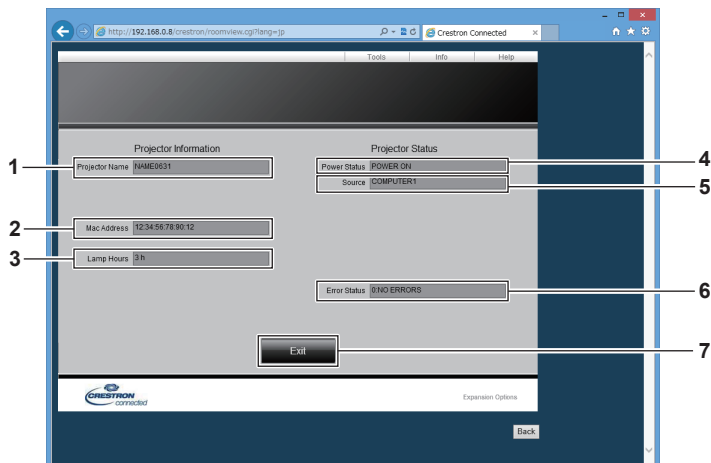 http://192.168.0.8/crestron/roomview.cgi?lang=jp
Crestron Connected
Tools Info Help
Projector Information
Projector Status
1 Projector Name NAME0631
Power Status POWER ON 4
Source COMPUTER1 5
2 Mac Address 12:34:56:78:90:12
3 Lamp Hours 3 h
Error Status 0:NO ERRORS 6
Exit 7
CRESTRON
connected
Expansion Options
Back